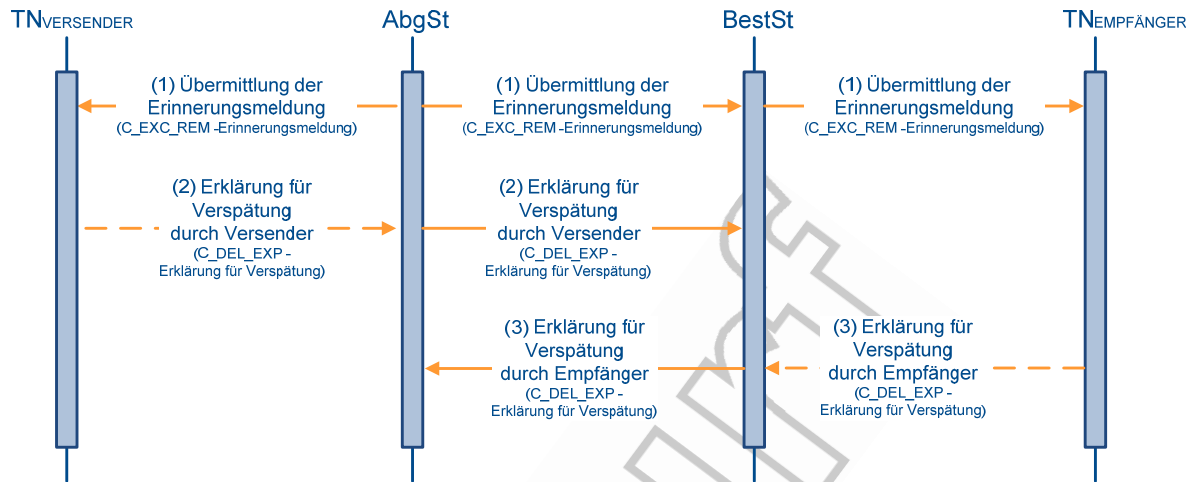 TNVERSENDER
AbgSt
BestSt
TNEMPFÄNGER
(1) Übermittlung der
Erinnerungsmeldung
(C_EXC_REM -Erinnerungsmeldung)
(1) Übermittlung der
Erinnerungsmeldung
(C_EXC_REM -Erinnerungsmeldung)
(1) Übermittlung der
Erinnerungsmeldung
(C_EXC_REM -Erinnerungsmeldung)
(2) Erklärung für
Verspätung
durch Versender
(C_DEL_EXP -
Erklärung für Verspätung)
(2) Erklärung für
Verspätung
durch Versender
(C_DEL_EXP -
Erklärung für Verspätung)
(3) Erklärung für
Verspätung
durch Empfänger
(C_DEL_EXP -
Erklärung für Verspätung)
(3) Erklärung für
Verspätung
durch Empfänger
(C_DEL_EXP -
Erklärung für Verspätung)